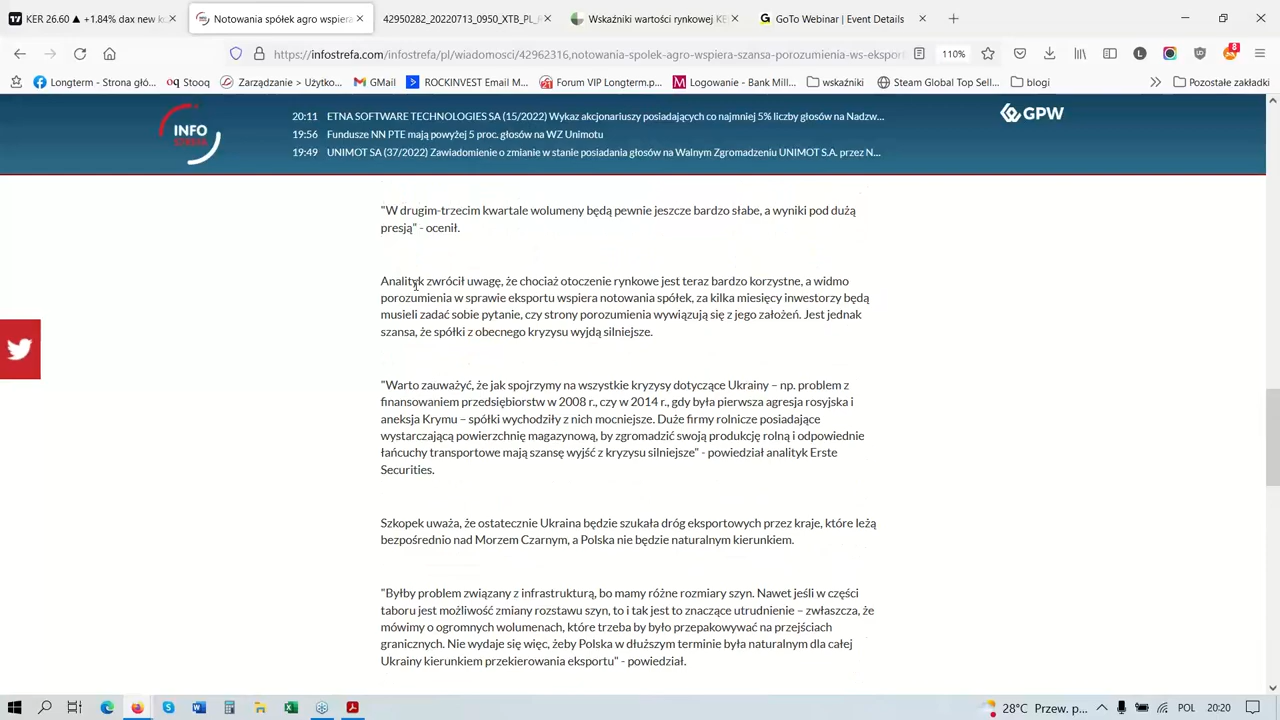 KER 26.60 ▲ +1.84% dax new k
Notowania spółek agro wspiera
42950282_20220713_0950_XTB_PL_R
Wskaźniki wartości rynkowej KE
GoTo Webinar | Event Details
https://infostrefa.com/infostrefa/pl/wiadomosci/42962316,notowania-spolek-agro-wspiera-szansa-porozumienia-ws-ekspor
110%
8
Longterm - Strona głó...
Stooq
Zarządzanie > Użytko...
GMail
ROCKINVEST Email M...
Forum VIP Longterm.p...
Logowanie - Bank Mill...
wskaźniki
Steam Global Top Sell...
blogi
Pozostałe zakładki
INFO
STREFA
20:11 ETNA SOFTWARE TECHNOLOGIES SA (15/2022) Wykaz akcjonariuszy posiadających co najmniej 5% liczby głosów na Nadzw...
19:56 Fundusze NN PTE mają powyżej 5 proc. głosów na WZ Unimotu
19:49 UNIMOT SA (37/2022) Zawiadomienie o zmianie w stanie posiadania głosów na Walnym Zgromadzeniu UNIMOT S.A. przez N...
GPW
"W drugim-trzecim kwartale wolumeny będą pewnie jeszcze bardzo słabe, a wyniki pod dużą
presją" - ocenił.
Analityk zwrócił uwagę, że chociaż otoczenie rynkowe jest teraz bardzo korzystne, a widmo
porozumienia w sprawie eksportu wspiera notowania spółek, za kilka miesięcy inwestorzy będą
musieli zadać sobie pytanie, czy strony porozumienia wywiązują się z jego założeń. Jest jednak
szansa, że spółki z obecnego kryzysu wyjdą silniejsze.
"Warto zauważyć, że jak spojrzymy na wszystkie kryzysy dotyczące Ukrainy – np. problem z
finansowaniem przedsiębiorstw w 2008 r., czy w 2014 r., gdy była pierwsza agresja rosyjska i
aneksja Krymu – spółki wychodziły z nich mocniejsze. Duże firmy rolnicze posiadające
wystarczającą powierzchnię magazynową, by zgromadzić swoją produkcję rolną i odpowiednie
łańcuchy transportowe mają szansę wyjść z kryzysu silniejsze" - powiedział analityk Erste
Securities.
Szkopek uważa, że ostatecznie Ukraina będzie szukała dróg eksportowych przez kraje, które leżą
bezpośrednio nad Morzem Czarnym, a Polska nie będzie naturalnym kierunkiem.
"Byłby problem związany z infrastrukturą, bo mamy różne rozmiary szyn. Nawet jeśli w części
taboru jest możliwość zmiany rozstawu szyn, to i tak jest to znaczące utrudnienie – zwłaszcza, że
mówimy o ogromnych wolumenach, które trzeba by było przepakowywać na przejściach
granicznych. Nie wydaje się więc, żeby Polska w dłuższym terminie była naturalnym dla całej
Ukrainy kierunkiem przekierowania eksportu" - powiedział.
28°C Przew. p...
POL
20:20